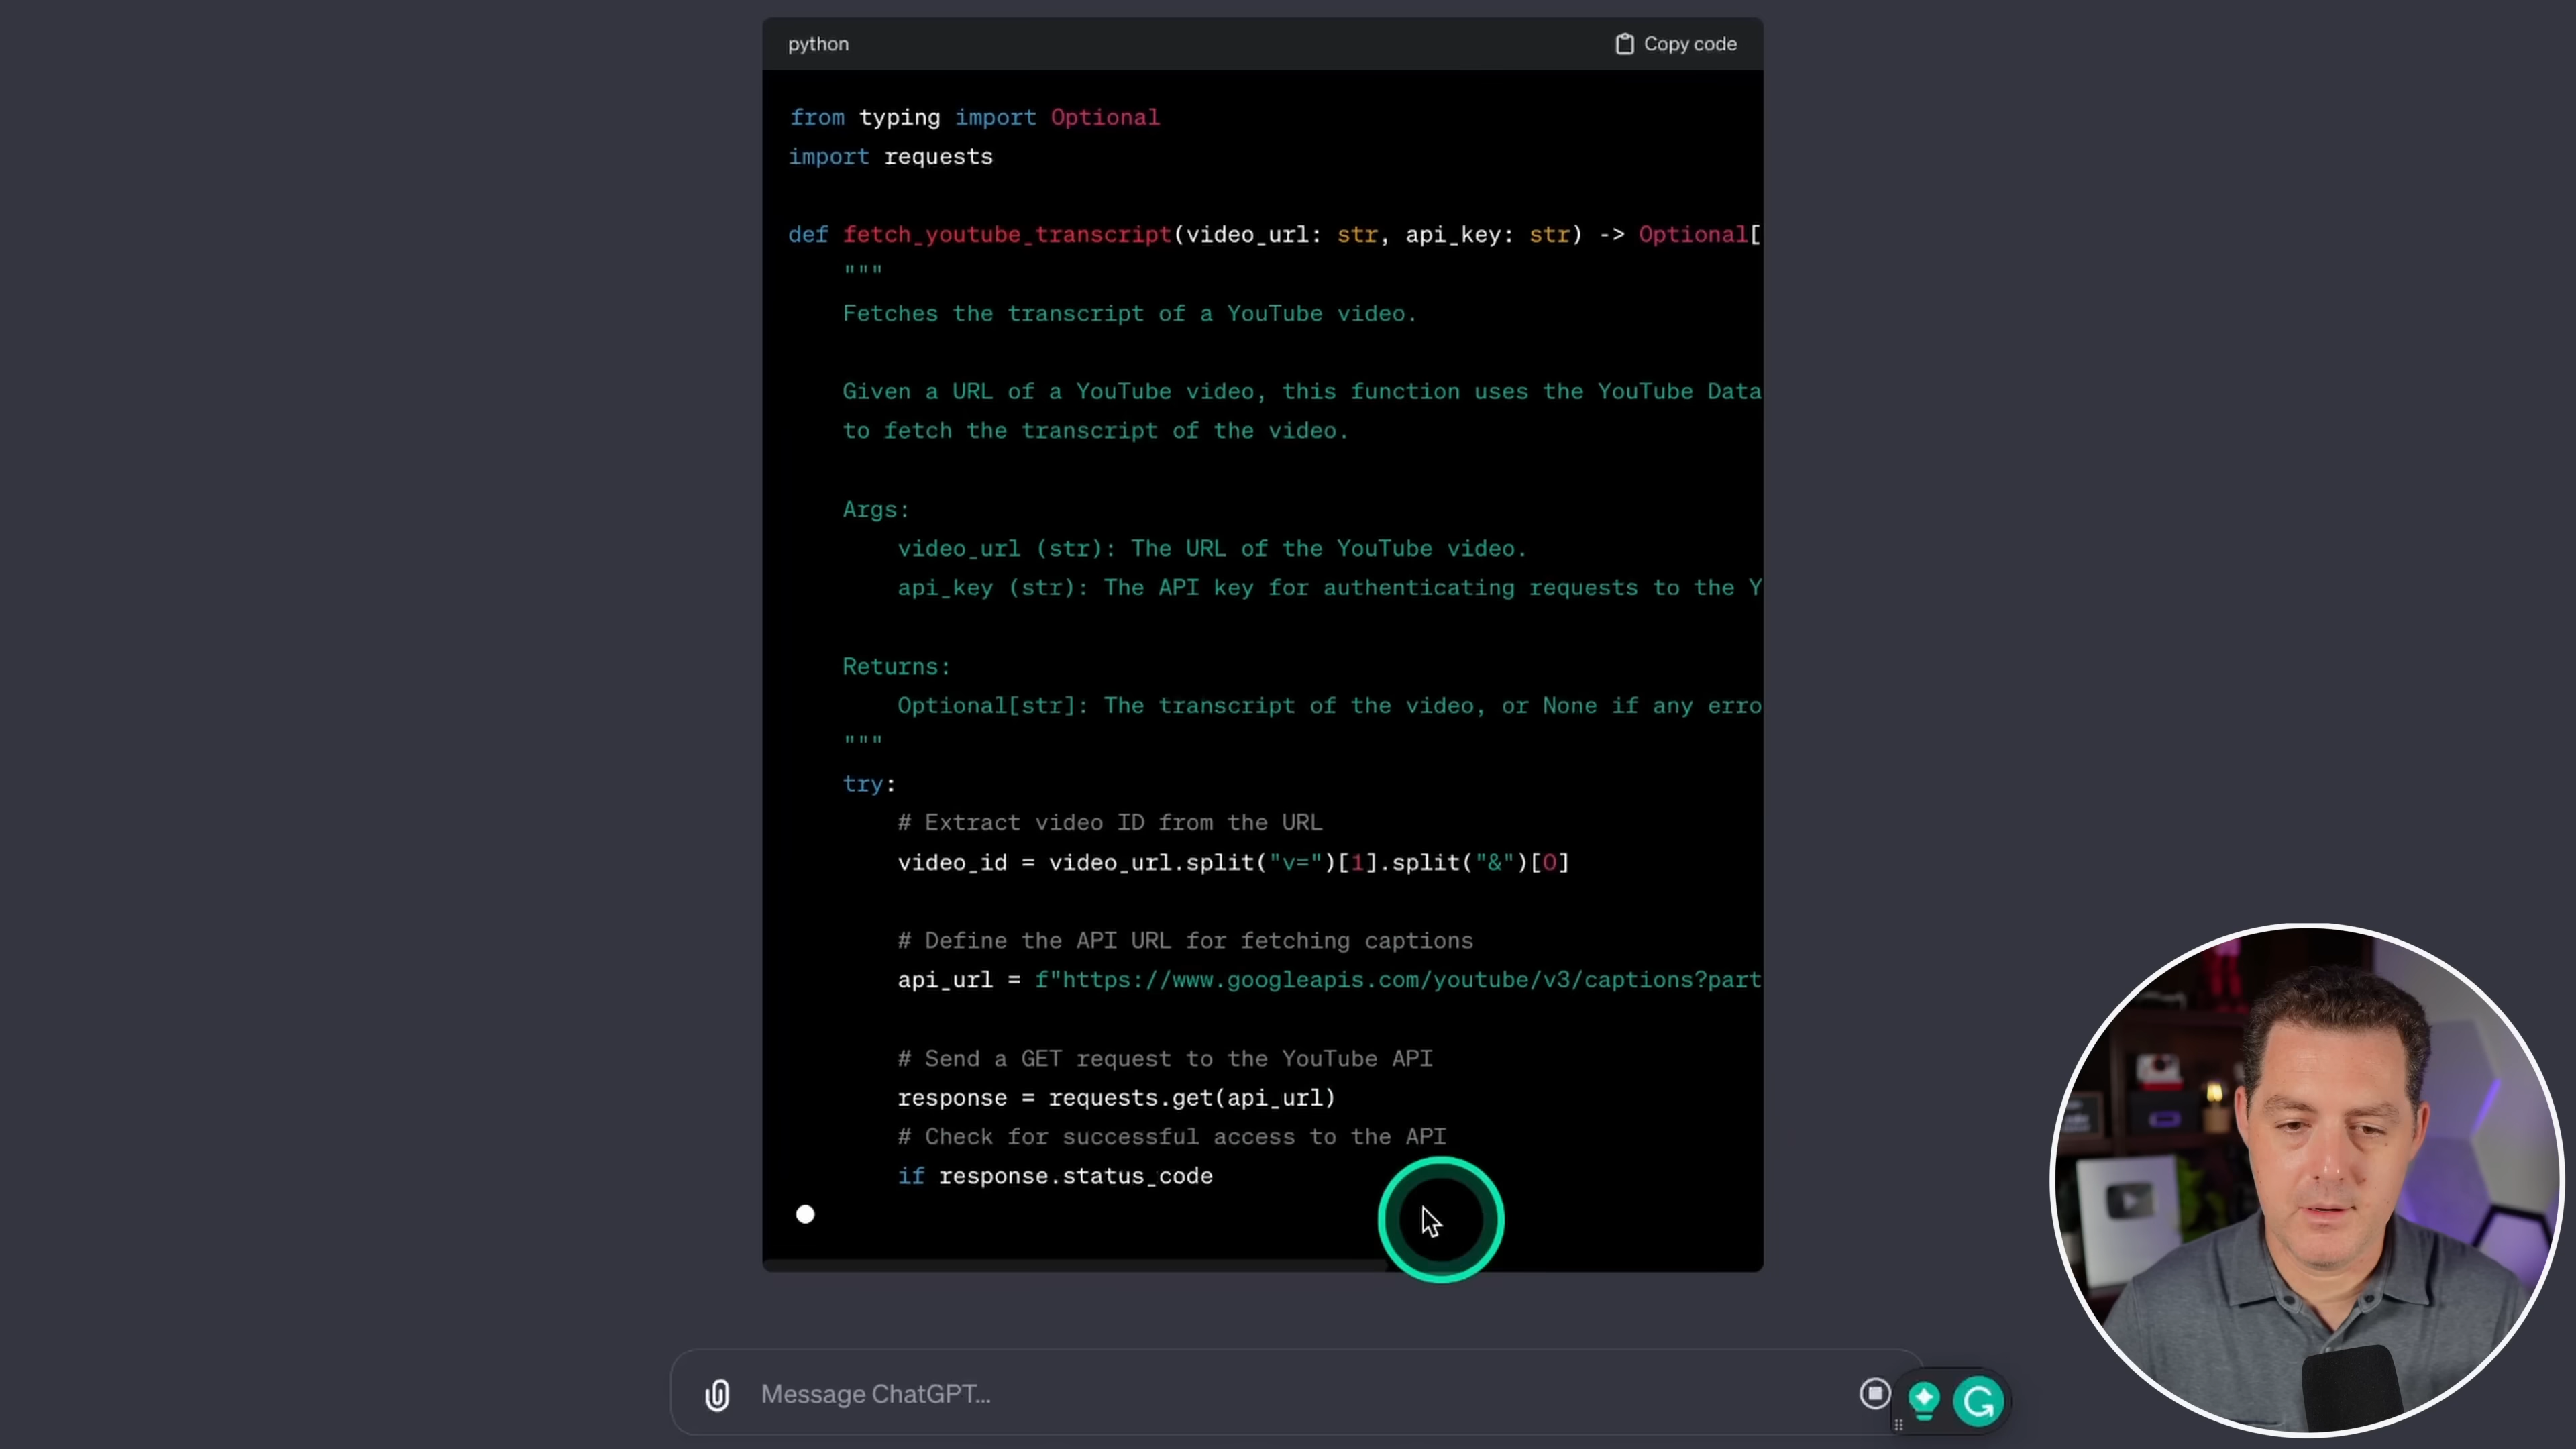 python
Copy code
from typing import Optional
import requests
def fetch_youtube_transcript(video_url: str, api_key: str) -> Optional[
"""
Fetches the transcript of a YouTube video.
Given a URL of a YouTube video, this function uses the YouTube Data
to fetch the transcript of the video.
Args:
video_url (str): The URL of the YouTube video.
api_key (str): The API key for authenticating requests to the Y
Returns:
Optional[str]: The transcript of the video, or None if any erro
"""
try:
# Extract video ID from the URL
video_id = video_url.split("v=")[1].split("&")[0]
# Define the API URL for fetching captions
api_url = f"https://www.googleapis.com/youtube/v3/captions?part
# Send a GET request to the YouTube API
response = requests.get(api_url)
# Check for successful access to the API
if response.status_code
Message ChatGPT...